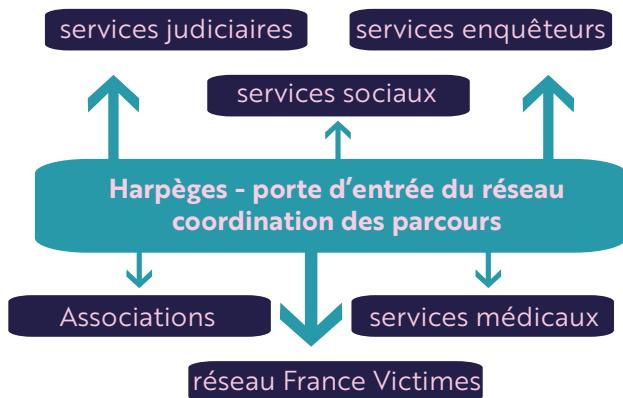 services judiciaires
services enquêteurs
services sociaux
Harpèges - porte d'entrée du réseau
coordination des parcours
Associations
services médicaux
réseau France Victimes